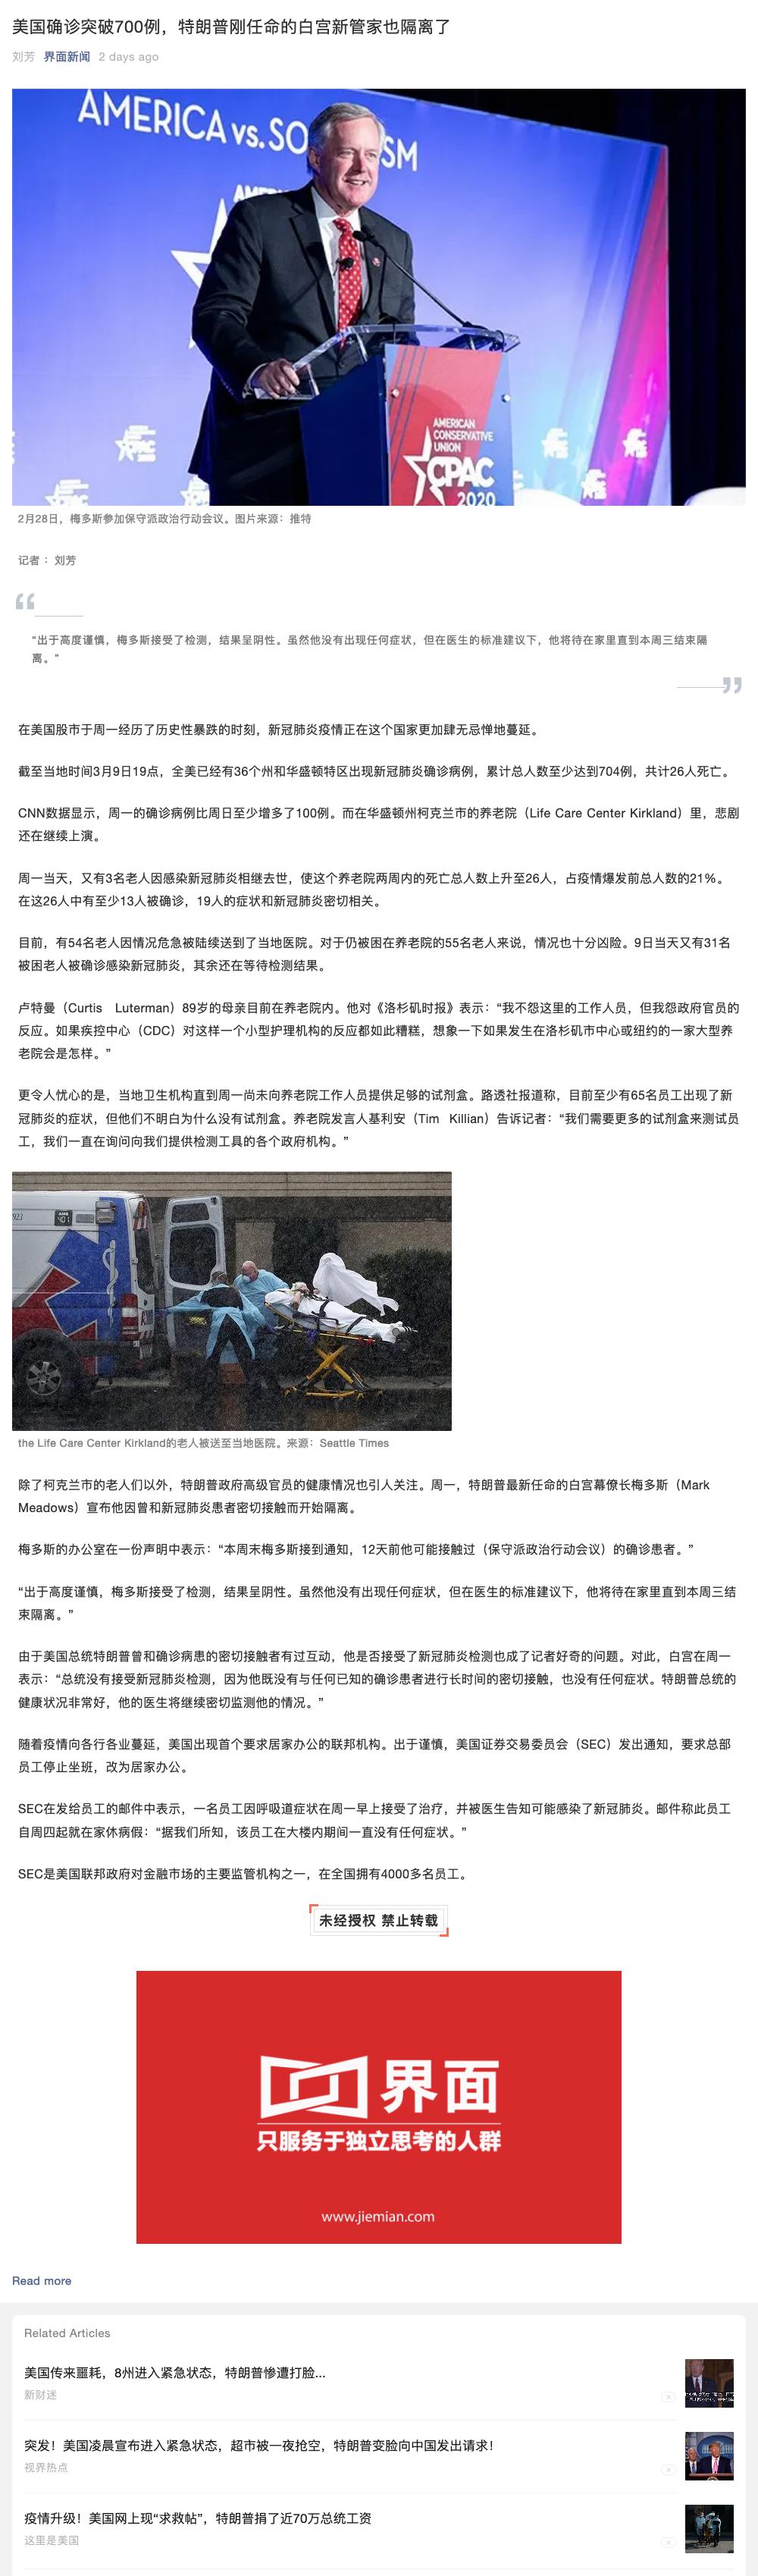 美国确诊突破700例，特朗普刚任命的白宫新管家也隔离了
刘芳 界面新闻 2 days ago
AMERICA vs. SO
SM
AMERICAN
CONSERVATIVE
UNION
CPAC
2020
2月28日，梅多斯参加保守派政治行动会议。图片来源：推特
记者 ：刘芳
“
“出于高度谨慎，梅多斯接受了检测，结果呈阴性。虽然他没有出现任何症状，但在医生的标准建议下，他将待在家里直到本周三结束隔
离。”
”
在美国股市于周一经历了历史性暴跌的时刻，新冠肺炎疫情正在这个国家更加肆无忌惮地蔓延。
截至当地时间3月9日19点，全美已经有36个州和华盛顿特区出现新冠肺炎确诊病例，累计总人数至少达到704例，共计26人死亡。
CNN数据显示，周一的确诊病例比周日至少增多了100例。而在华盛顿州柯克兰市的养老院（Life Care Center Kirkland）里，悲剧
还在继续上演。
周一当天，又有3名老人因感染新冠肺炎相继去世，使这个养老院两周内的死亡总人数上升至26人，占疫情爆发前总人数的21%。
在这26人中有至少13人被确诊，19人的症状和新冠肺炎密切相关。
目前，有54名老人因情况危急被陆续送到了当地医院。对于仍被困在养老院的55名老人来说，情况也十分凶险。9日当天又有31名
被困老人被确诊感染新冠肺炎，其余还在等待检测结果。
卢特曼（Curtis Luterman）89岁的母亲目前在养老院内。他对《洛杉矶时报》表示：“我不怨这里的工作人员，但我怨政府官员的
反应。如果疾控中心（CDC）对这样一个小型护理机构的反应都如此糟糕，想象一下如果发生在洛杉矶市中心或纽约的一家大型养
老院会是怎样。”
更令人忧心的是，当地卫生机构直到周一尚未向养老院工作人员提供足够的试剂盒。路透社报道称，目前至少有65名员工出现了新
冠肺炎的症状，但他们不明白为什么没有试剂盒。养老院发言人基利安（Tim Killian）告诉记者：“我们需要更多的试剂盒来测试员
工，我们一直在询问向我们提供检测工具的各个政府机构。”
401
the Life Care Center Kirkland的老人被送至当地医院。来源：Seattle Times
除了柯克兰市的老人们以外，特朗普政府高级官员的健康情况也引人关注。周一，特朗普最新任命的白宫幕僚长梅多斯（Mark
Meadows）宣布他因曾和新冠肺炎患者密切接触而开始隔离。
梅多斯的办公室在一份声明中表示：“本周末梅多斯接到通知，12天前他可能接触过（保守派政治行动会议）的确诊患者。”
“出于高度谨慎，梅多斯接受了检测，结果呈阴性。虽然他没有出现任何症状，但在医生的标准建议下，他将待在家里直到本周三结
束隔离。”
由于美国总统特朗普曾和确诊病患的密切接触者有过互动，他是否接受了新冠肺炎检测也成了记者好奇的问题。对此，白宫在周一
表示：“总统没有接受新冠肺炎检测，因为他既没有与任何已知的确诊患者进行长时间的密切接触，也没有任何症状。特朗普总统的
健康状况非常好，他的医生将继续密切监测他的情况。”
随着疫情向各行各业蔓延，美国出现首个要求居家办公的联邦机构。出于谨慎，美国证券交易委员会（SEC）发出通知，要求总部
员工停止坐班，改为居家办公。
SEC在发给员工的邮件中表示，一名员工因呼吸道症状在周一早上接受了治疗，并被医生告知可能感染了新冠肺炎。邮件称此员工
自周四起就在家休病假：“据我们所知，该员工在大楼内期间一直没有任何症状。”
SEC是美国联邦政府对金融市场的主要监管机构之一，在全国拥有4000多名员工。
未经授权 禁止转载
界面
只服务于独立思考的人群
www.jiemian.com
Read more
Related Articles
美国传来噩耗，8州进入紧急状态，特朗普惨遭打脸...
新财迷
突发！美国凌晨宣布进入紧急状态，超市被一夜抢空，特朗普变脸向中国发出请求！
视界热点
疫情升级！美国网上现“求救帖”，特朗普捐了近70万总统工资
这里是美国